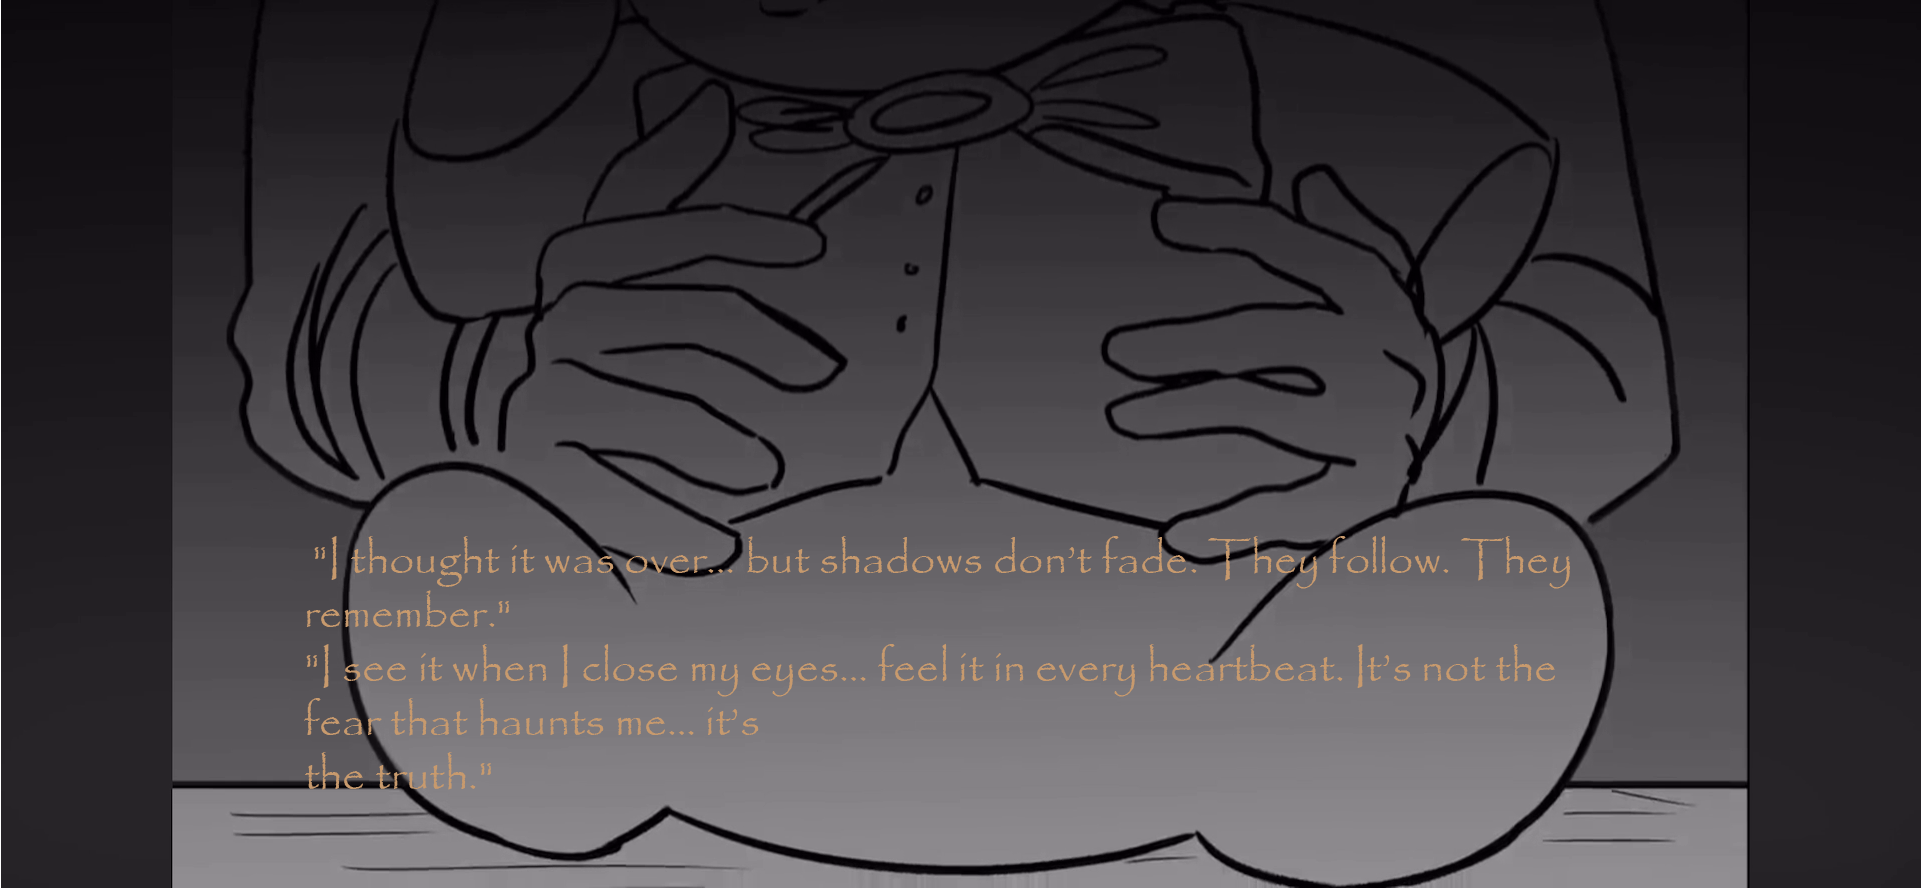 "I thought it was over... but shadows don't fade. They follow. They
remember."
"I see it when I close my eyes... feel it in every heartbeat. It's not the
fear that haunts me... it's
the truth."